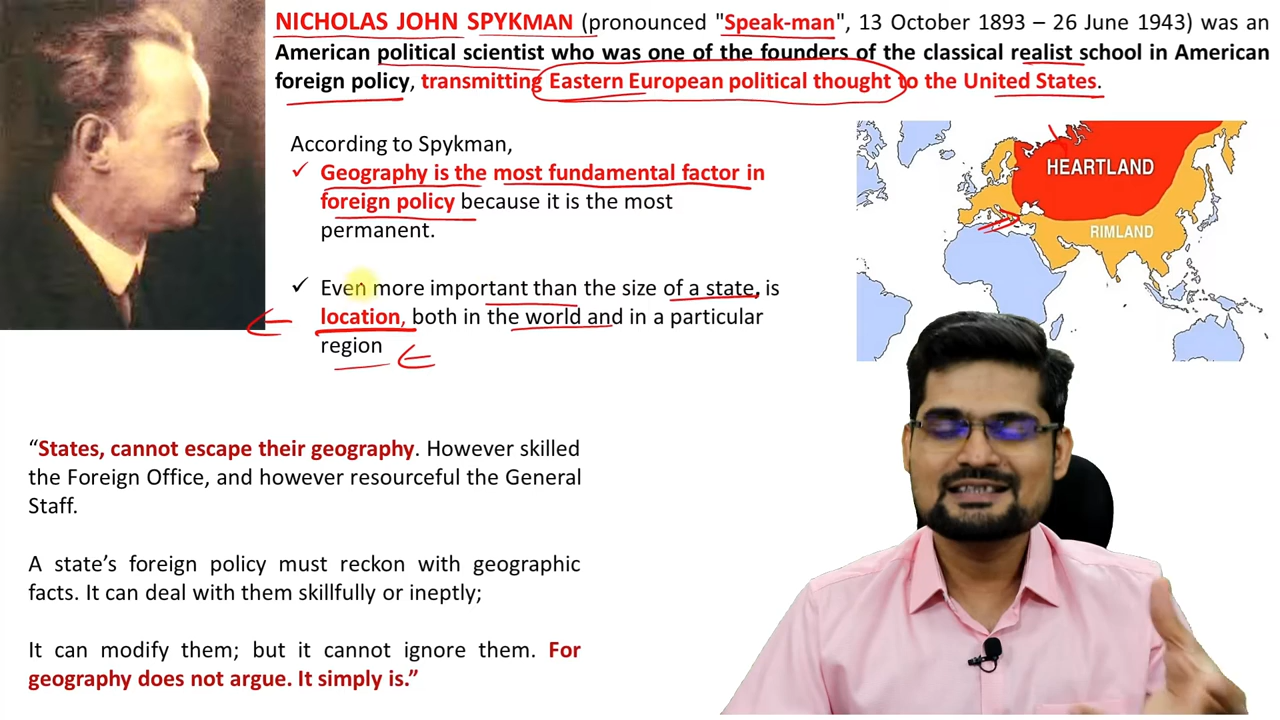 NICHOLAS JOHN SPYKMAN (pronounced "Speak-man", 13 October 1893 – 26 June 1943) was an
American political scientist who was one of the founders of the classical realist school in American
foreign policy, transmitting Eastern European political thought to the United States.
According to Spykman,
✓ Geography is the most fundamental factor in
foreign policy because it is the most
permanent.
✓ Even more important than the size of a state, is
location, both in the world and in a particular
region
HEARTLAND
RIMLAND
“States, cannot escape their geography. However skilled
the Foreign Office, and however resourceful the General
Staff.
A state’s foreign policy must reckon with geographic
facts. It can deal with them skillfully or ineptly;
It can modify them; but it cannot ignore them. For
geography does not argue. It simply is.”